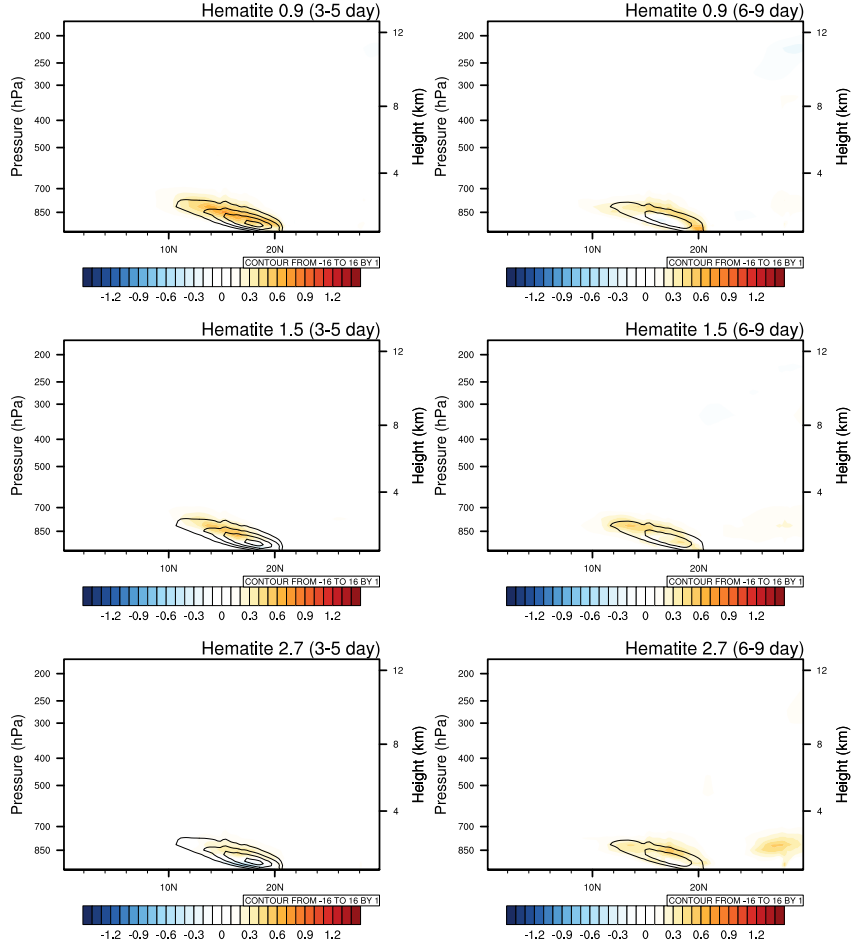 Hematite 0.9 (3-5 day)
Pressure (hPa)
200
250
300
400
500
700
850
12
8
4
Height (km)
10N 20N
CONTOUR FROM -16 TO 16 BY 1
-1.2 -0.9 -0.6 -0.3 0 0.3 0.6 0.9 1.2
Hematite 0.9 (6-9 day)
Pressure (hPa)
200
250
300
400
500
700
850
12
8
4
Height (km)
10N 20N
CONTOUR FROM -16 TO 16 BY 1
-1.2 -0.9 -0.6 -0.3 0 0.3 0.6 0.9 1.2
Hematite 1.5 (3-5 day)
Pressure (hPa)
200
250
300
400
500
700
850
12
8
4
Height (km)
10N 20N
CONTOUR FROM -16 TO 16 BY 1
-1.2 -0.9 -0.6 -0.3 0 0.3 0.6 0.9 1.2
Hematite 1.5 (6-9 day)
Pressure (hPa)
200
250
300
400
500
700
850
12
8
4
Height (km)
10N 20N
CONTOUR FROM -16 TO 16 BY 1
-1.2 -0.9 -0.6 -0.3 0 0.3 0.6 0.9 1.2
Hematite 2.7 (3-5 day)
Pressure (hPa)
200
250
300
400
500
700
850
12
8
4
Height (km)
10N 20N
CONTOUR FROM -16 TO 16 BY 1
-1.2 -0.9 -0.6 -0.3 0 0.3 0.6 0.9 1.2
Hematite 2.7 (6-9 day)
Pressure (hPa)
200
250
300
400
500
700
850
12
8
4
Height (km)
10N 20N
CONTOUR FROM -16 TO 16 BY 1
-1.2 -0.9 -0.6 -0.3 0 0.3 0.6 0.9 1.2